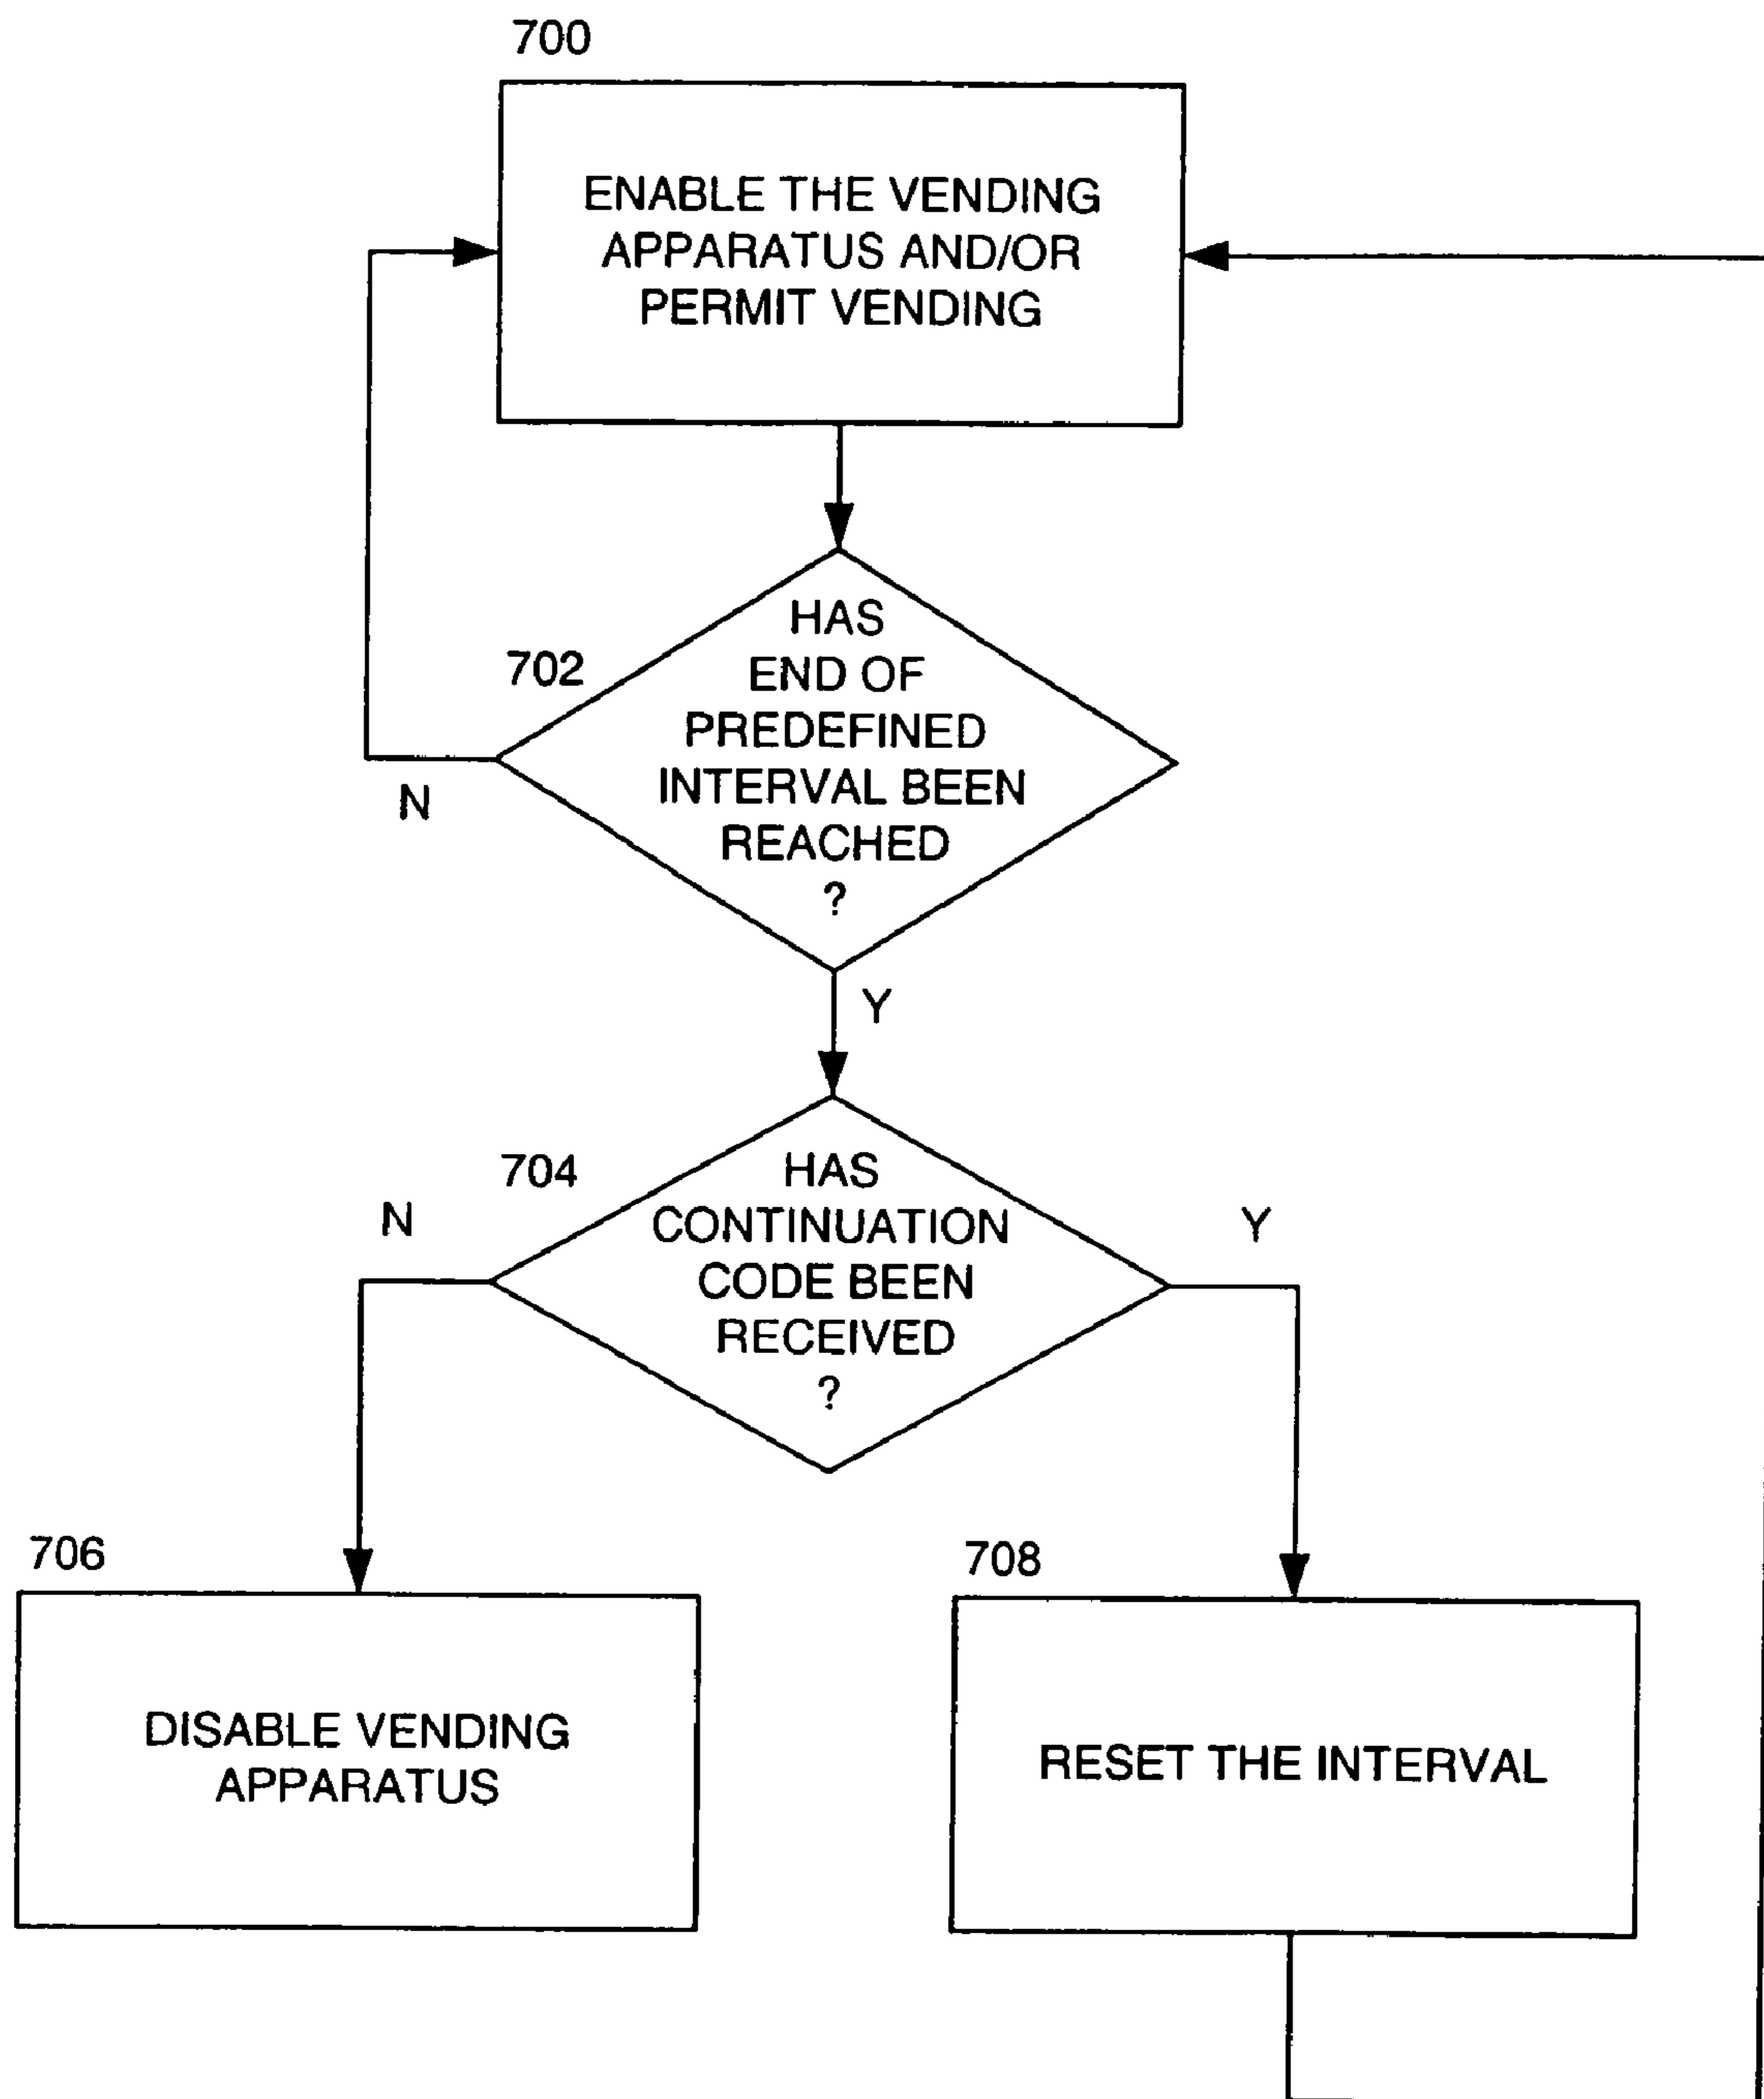 700
ENABLE THE VENDING
APPARATUS AND/OR
PERMIT VENDING
702
HAS
END OF
PREDEFINED
INTERVAL BEEN
REACHED
?
N
Y
704
HAS
CONTINUATION
CODE BEEN
RECEIVED
?
N
Y
706
DISABLE VENDING
APPARATUS
708
RESET THE INTERVAL